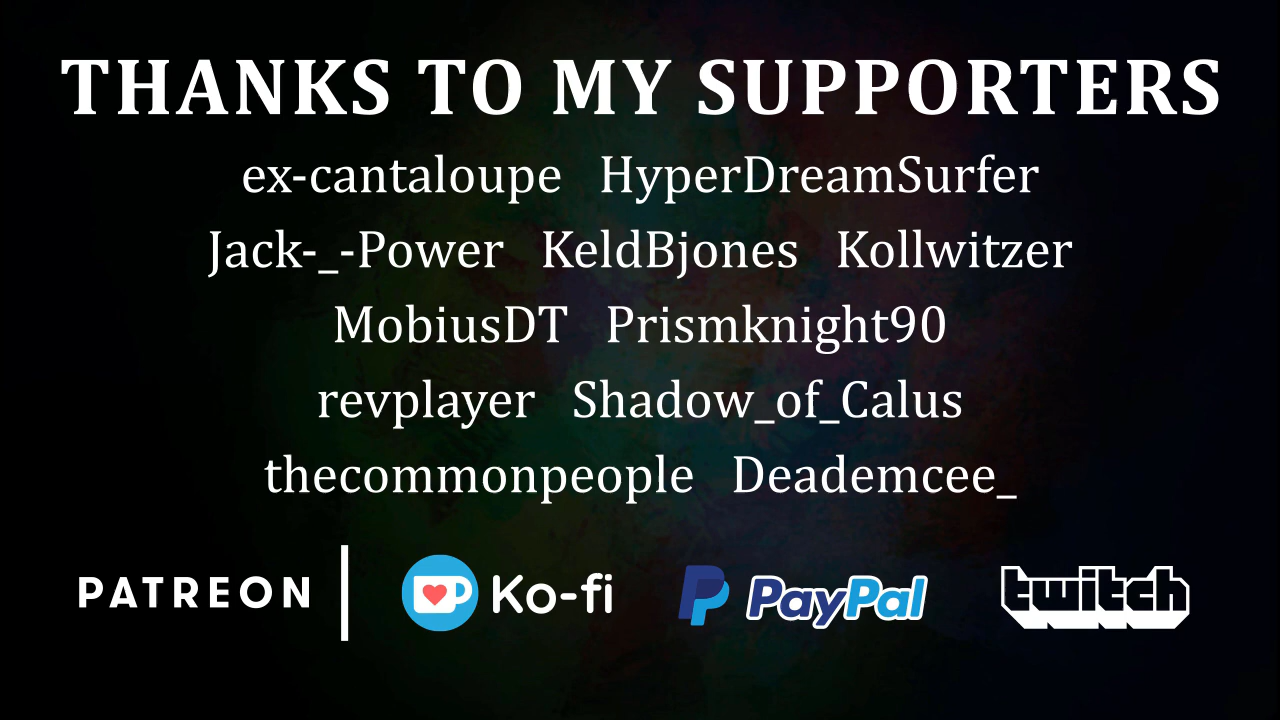 THANKS TO MY SUPPORTERS
ex-cantaloupe HyperDreamSurfer
Jack-_-Power KeldBjones Kollwitzer
MobiusDT Prismknight90
revplayer Shadow_of_Calus
thecommonpeople Deademcee_
PATREON Ko-fi PayPal twitch